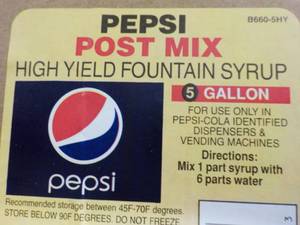 PEPSI
B660-5HY
POST MIX
HIGH YIELD FOUNTAIN SYRUP
5 GALLON
FOR USE ONLY IN
PEPSI-COLA IDENTIFIED
DISPENSERS &
VENDING MACHINES
Directions:
Mix 1 part syrup with
6 parts water
pepsi
Recommended storage between 45F-70F degrees.
STORE BELOW 90F DEGREES. DO NOT FREEZE
3